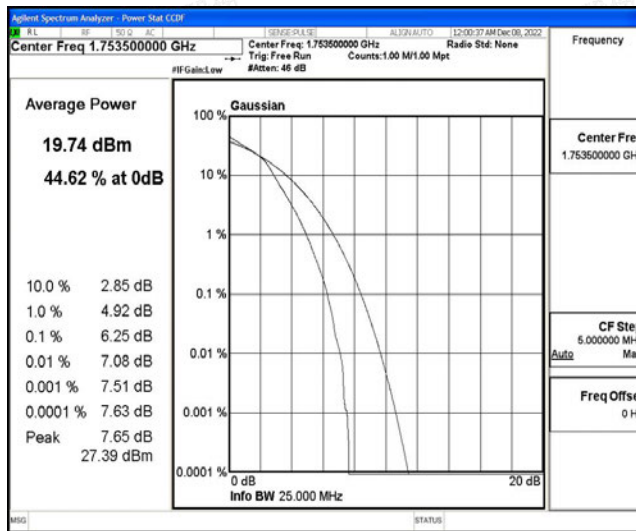 Agilent Spectrum Analyzer - Power Stat CCDF
RL RF 50 Ω AC SENSE:PULSE ALIGN AUTO 12:00:37 AM Dec 08, 2022
Center Freq 1.753500000 GHz
Center Freq: 1.753500000 GHz Radio Std: None
Trig: Free Run Counts:1.00 M/1.00 Mpt
#IFGain:Low #Atten: 46 dB
Frequency
Average Power
19.74 dBm
44.62 % at 0dB
10.0 % 2.85 dB
1.0 % 4.92 dB
0.1 % 6.25 dB
0.01 % 7.08 dB
0.001 % 7.51 dB
0.0001 % 7.63 dB
Peak 7.65 dB
27.39 dBm
Gaussian
100 %
10 %
1 %
0.1 %
0.01 %
0.001 %
0.0001 %
0 dB 20 dB
Info BW 25.000 MHz
Center Fre
1.753500000 GH
CF Ste
5.000000 MH
Auto Ma
Freq Offse
0 H
MSG STATUS